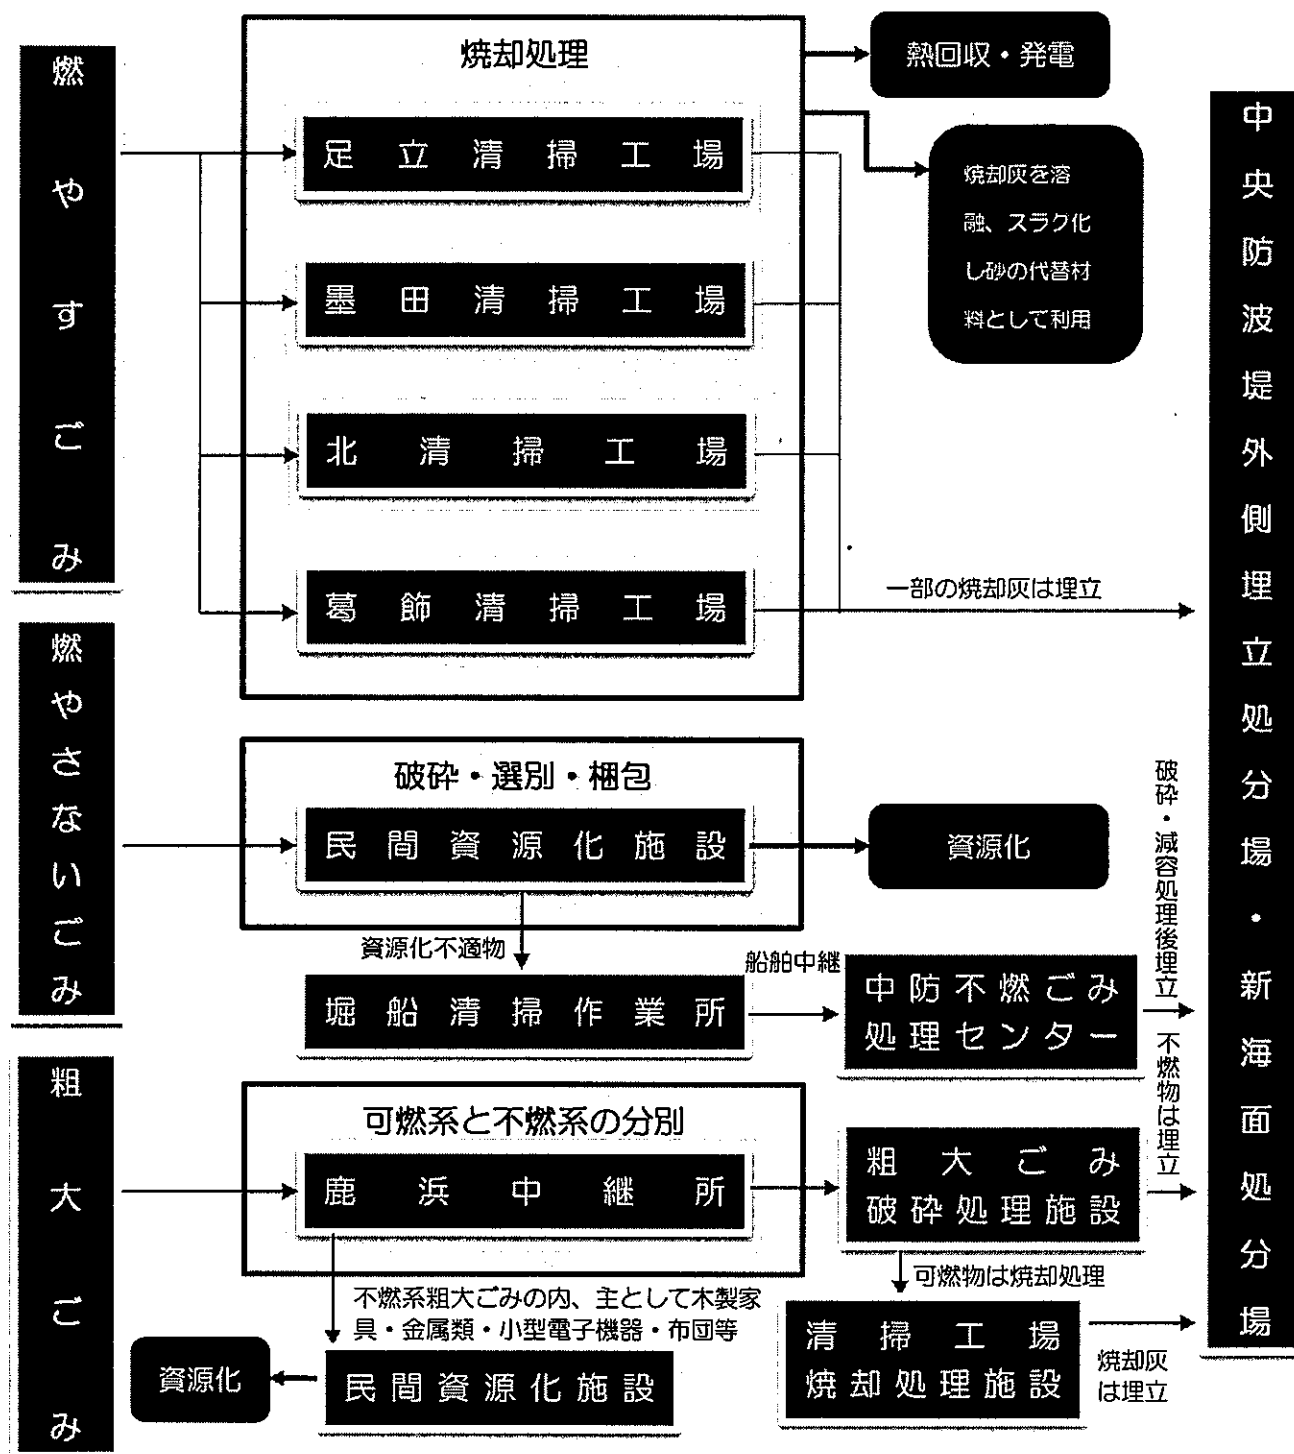 燃やすごみ
焼却処理
足立清掃工場
墨田清掃工場
北清掃工場
葛飾清掃工場
熱回収・発電
焼却灰を溶
融、スラグ化
し砂の代替材
料として利用
一部の焼却灰は埋立
燃やさないごみ
破砕・選別・梱包
民間資源化施設
資源化
資源化不適物
堀船清掃作業所
船舶中継
中防不燃ごみ
処理センター
破砕・減容処理後埋立
粗大ごみ
可燃系と不燃系の分別
鹿浜中継所
粗大ごみ
破砕処理施設
不燃物は埋立
可燃物は焼却処理
清掃工場
焼却処理施設
焼却灰
は埋立
不燃系粗大ごみの内、主として木製家
具・金属類・小型電子機器・布団等
民間資源化施設
資源化
中央防波堤外側埋立処分場・新海面処分場